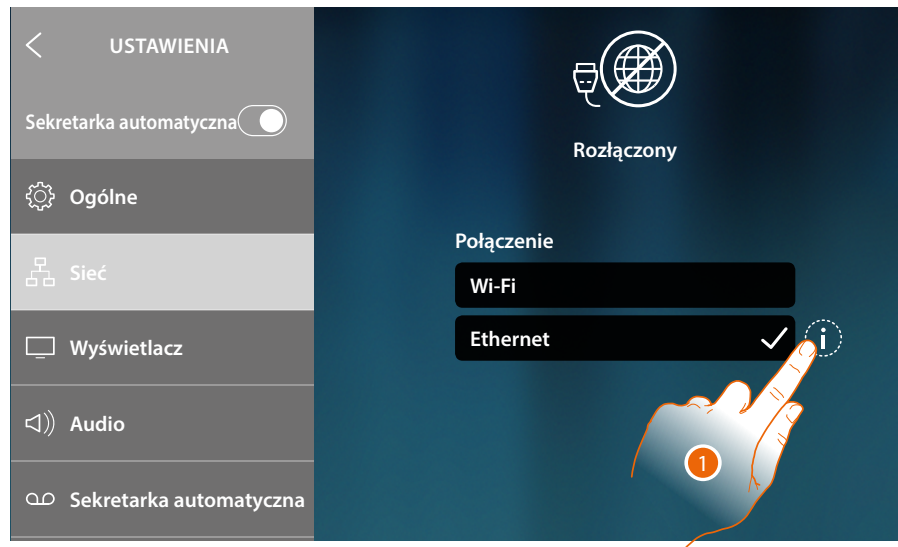 USTAWIENIA
Sekretarka automatyczna
Ogólne
Sieć
Wyświetlacz
Audio
Sekretarka automatyczna
Rozłączony
Połączenie
Wi-Fi
Ethernet
i
1